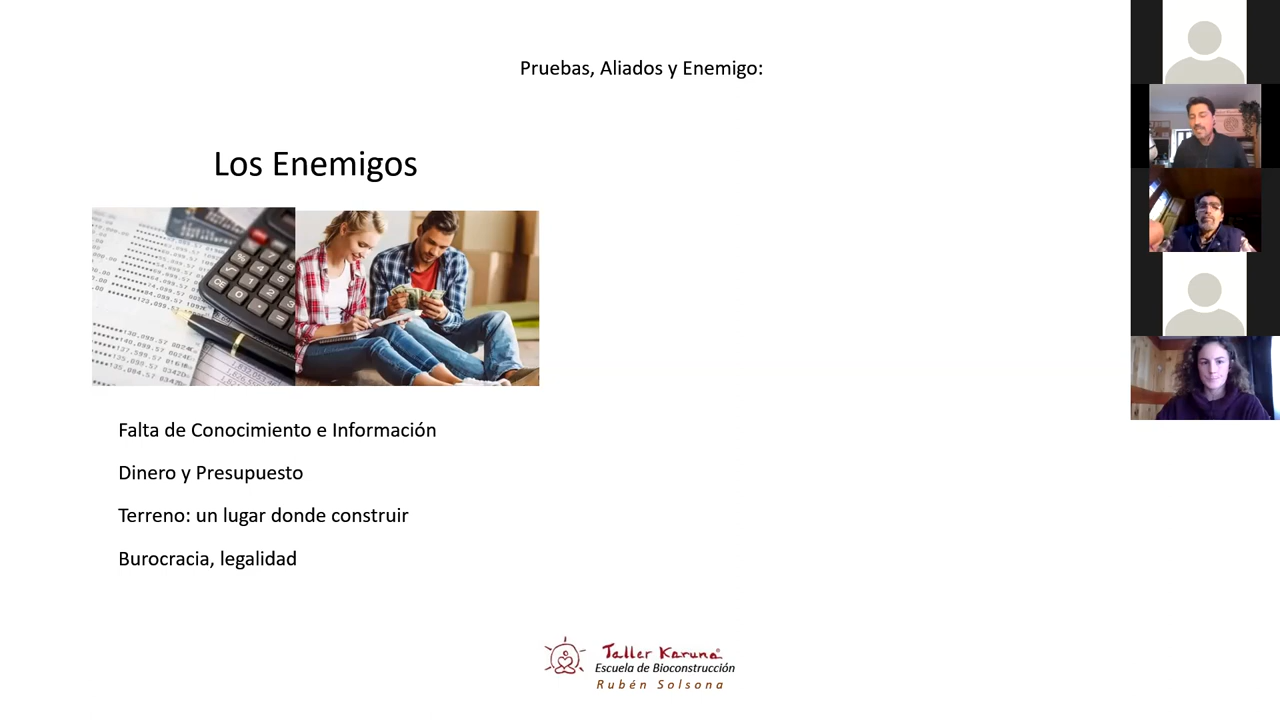 Pruebas, Aliados y Enemigo:
Los Enemigos
Falta de Conocimiento e Información
Dinero y Presupuesto
Terreno: un lugar donde construir
Burocracia, legalidad
Taller Karuna
Escuela de Bioconstrucción
Rubén Solsona